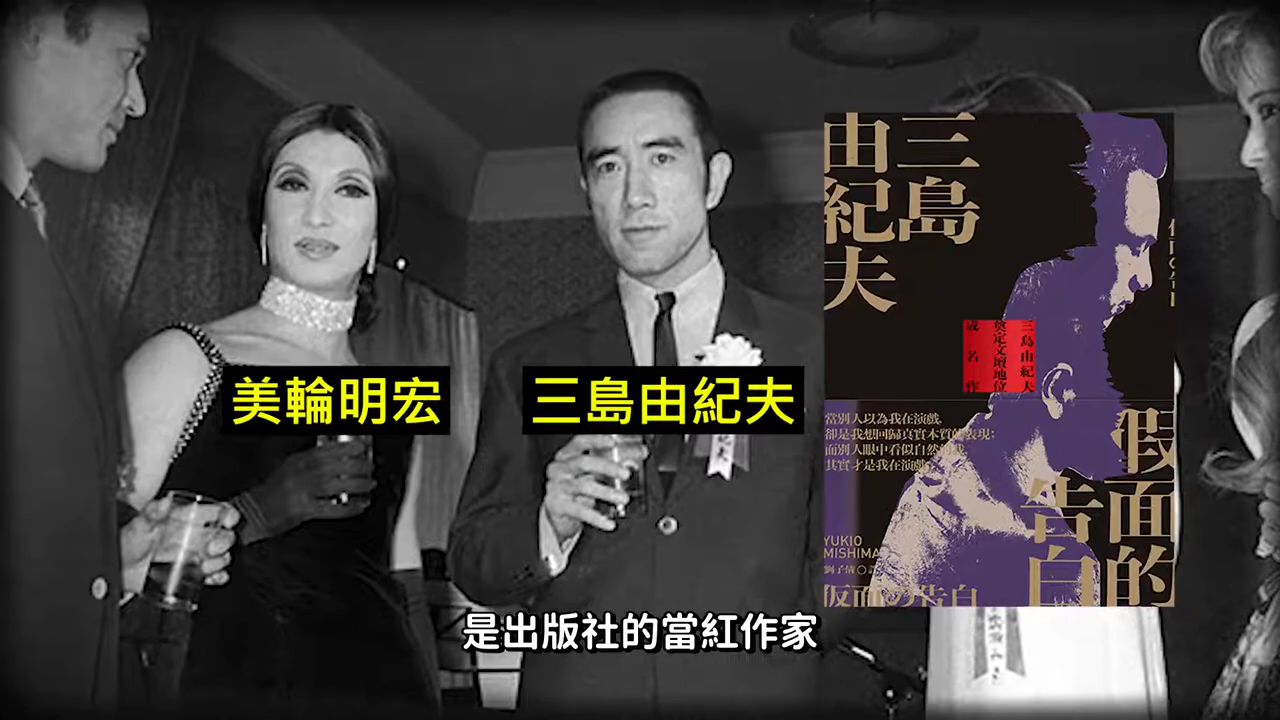 美輪明宏
三島由紀夫
是出版社的當紅作家
三島
由紀夫
三島由紀夫
奠定文壇地位
成名作
當別人以為我在演戲,
卻是我想回歸真實本質的表現;
而別人眼中看似自然的我
其實才是我在演戲
假面的
告白
YUKIO
MISHIMA
劉子倩
仮面の告白